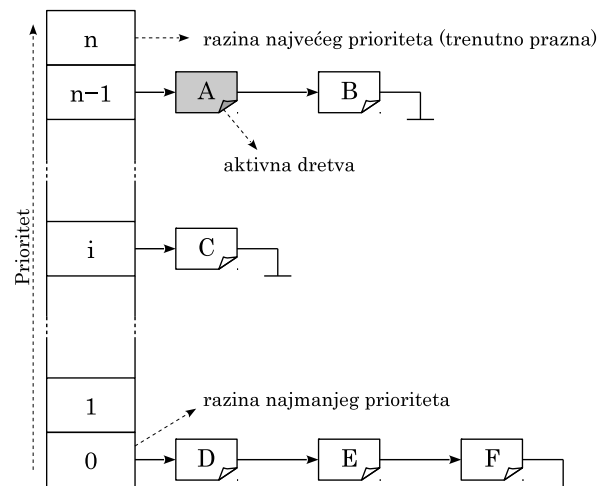 n
razina najvećeg prioriteta (trenutno prazna)
n−1
A
B
aktivna dretva
Prioritet
i
C
1
razina najmanjeg prioriteta
0
D
E
F